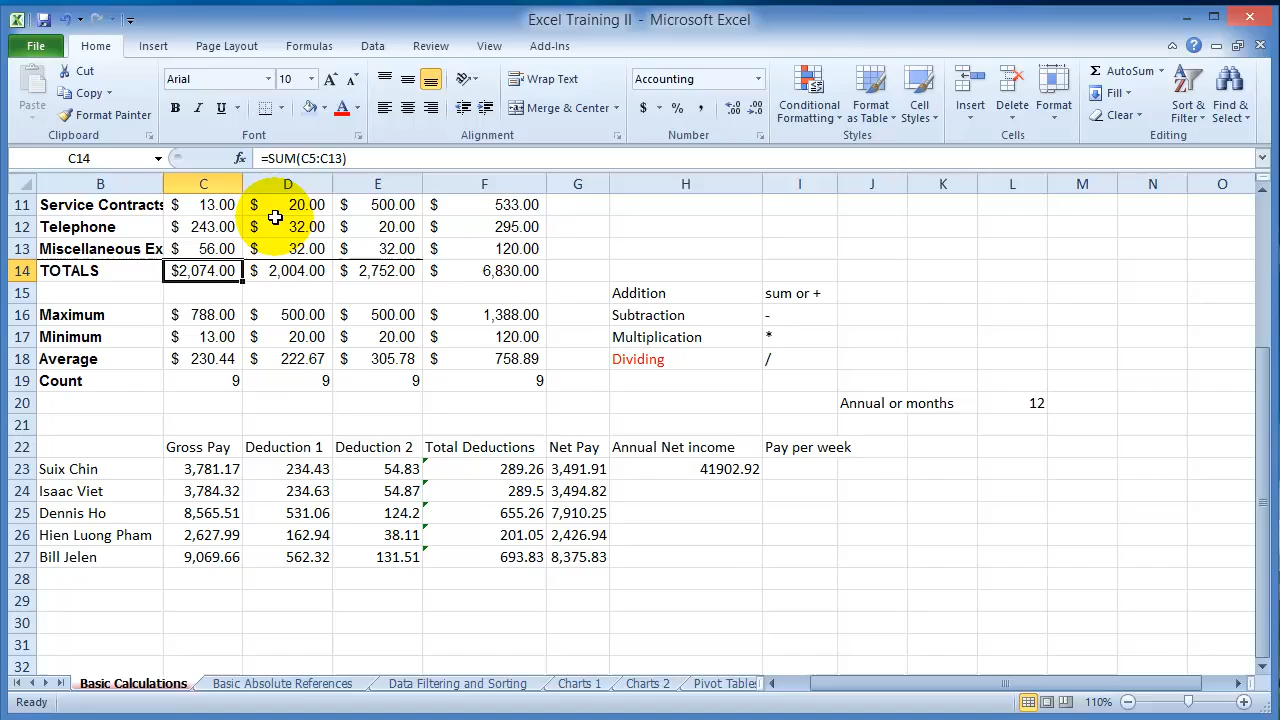 Excel Training II - Microsoft Excel
File Home Insert Page Layout Formulas Data Review View Add-Ins
Paste
Cut
Copy
Format Painter
Clipboard
Arial 10
B I U A
Font
Wrap Text
Merge & Center
Alignment
Accounting
$ % ,
Number
Conditional Formatting
Format as Table
Cell Styles
Styles
Insert Delete Format
Cells
Σ AutoSum
Fill
Clear
Sort & Filter
Find & Select
Editing
C14 fx =SUM(C5:C13)
B C D E F G H I J K L M N O
11 Service Contracts $ 13.00 $ 20.00 $ 500.00 $ 533.00
12 Telephone $ 243.00 $ 32.00 $ 20.00 $ 295.00
13 Miscellaneous Ex $ 56.00 $ 32.00 $ 32.00 $ 120.00
14 TOTALS $2,074.00 $ 2,004.00 $ 2,752.00 $ 6,830.00
15 Addition sum or +
16 Maximum $ 788.00 $ 500.00 $ 500.00 $ 1,388.00 Subtraction -
17 Minimum $ 13.00 $ 20.00 $ 20.00 $ 120.00 Multiplication *
18 Average $ 230.44 $ 222.67 $ 305.78 $ 758.89 Dividing /
19 Count 9 9 9 9
20 Annual or months 12
21
22 Gross Pay Deduction 1 Deduction 2 Total Deductions Net Pay Annual Net income Pay per week
23 Suix Chin 3,781.17 234.43 54.83 289.26 3,491.91 41902.92
24 Isaac Viet 3,784.32 234.63 54.87 289.5 3,494.82
25 Dennis Ho 8,565.51 531.06 124.2 655.26 7,910.25
26 Hien Luong Pham 2,627.99 162.94 38.11 201.05 2,426.94
27 Bill Jelen 9,069.66 562.32 131.51 693.83 8,375.83
28
29
30
31
32
Basic Calculations Basic Absolute References Data Filtering and Sorting Charts 1 Charts 2 Pivot Table
Ready 110%